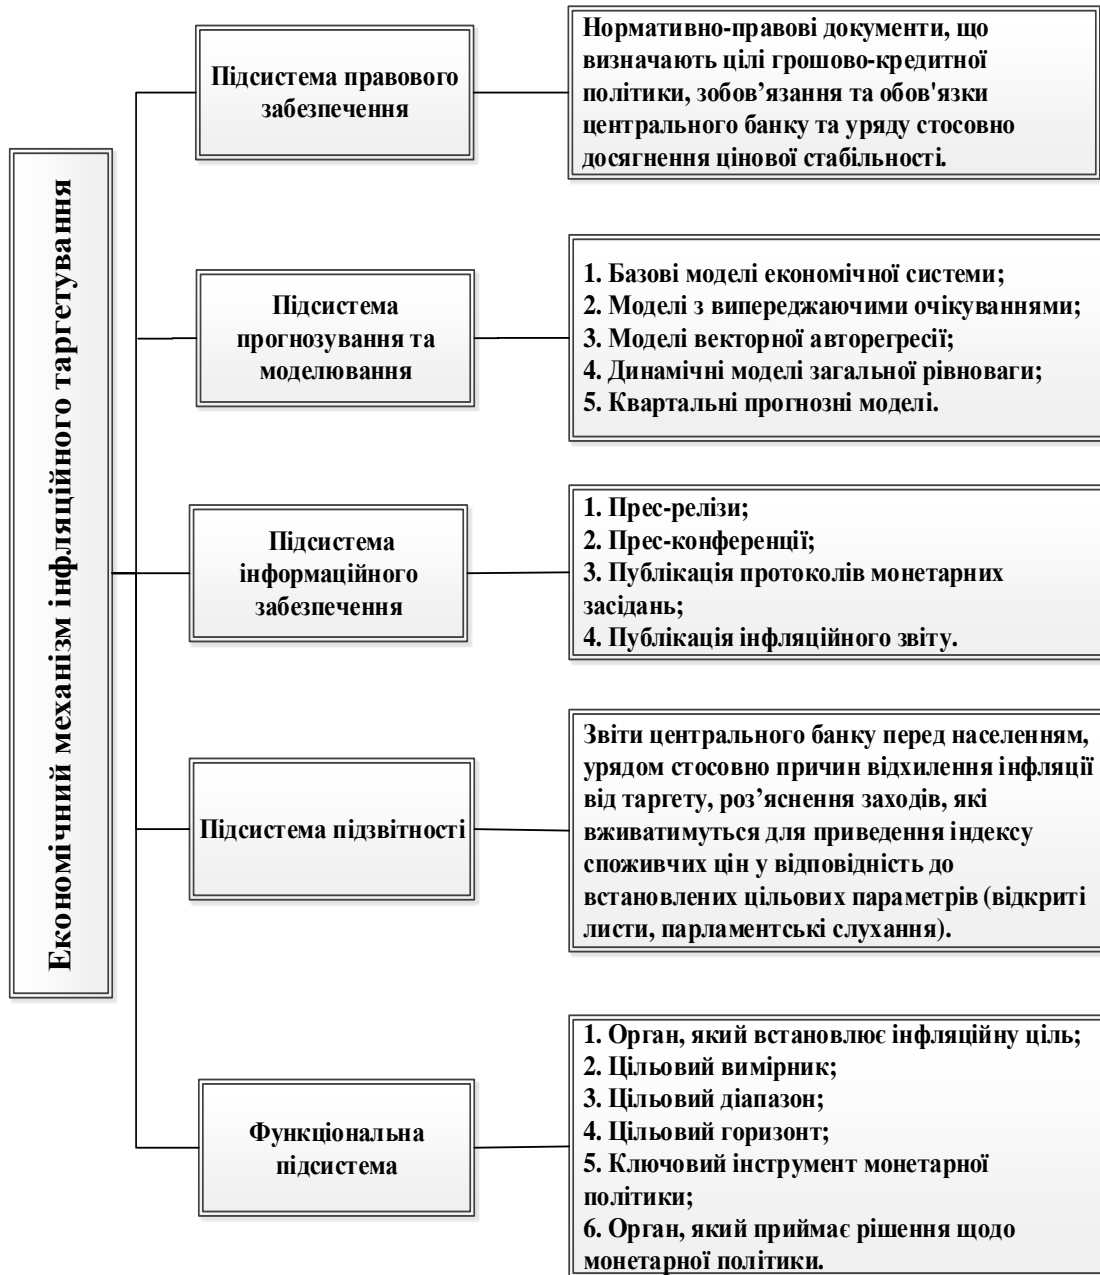 Економічний механізм інфляційного таргетування
Підсистема правового
забезпечення
Нормативно-правові документи, що
визначають цілі грошово-кредитної
політики, зобов’язання та обов'язки
центрального банку та уряду стосовно
досягнення цінової стабільності.
Підсистема
прогнозування та
моделювання
1. Базові моделі економічної системи;
2. Моделі з випереджаючими очікуваннями;
3. Моделі векторної авторегресії;
4. Динамічні моделі загальної рівноваги;
5. Квартальні прогнозні моделі.
Підсистема
інформаційного
забезпечення
1. Прес-релізи;
2. Прес-конференції;
3. Публікація протоколів монетарних
засідань;
4. Публікація інфляційного звіту.
Підсистема підзвітності
Звіти центрального банку перед населенням,
урядом стосовно причин відхилення інфляції
від таргету, роз’яснення заходів, які
вживатимуться для приведення індексу
споживчих цін у відповідність до
встановлених цільових параметрів (відкриті
листи, парламентські слухання).
Функціональна
підсистема
1. Орган, який встановлює інфляційну ціль;
2. Цільовий вимірник;
3. Цільовий діапазон;
4. Цільовий горизонт;
5. Ключовий інструмент монетарної
політики;
6. Орган, який приймає рішення щодо
монетарної політики.